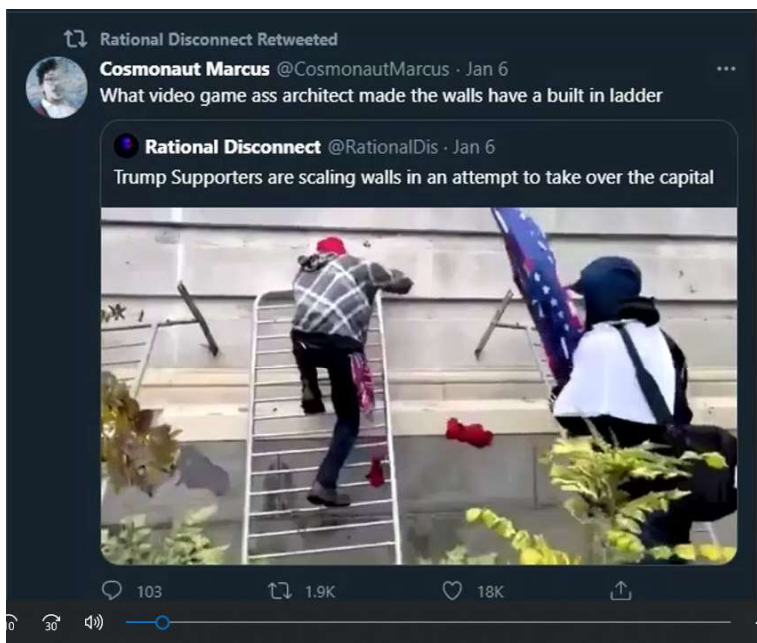 Rational Disconnect Retweeted
Cosmonaut Marcus @CosmonautMarcus · Jan 6
What video game ass architect made the walls have a built in ladder
Rational Disconnect @RationalDis · Jan 6
Trump Supporters are scaling walls in an attempt to take over the capital
103 1.9K 18K
10 30